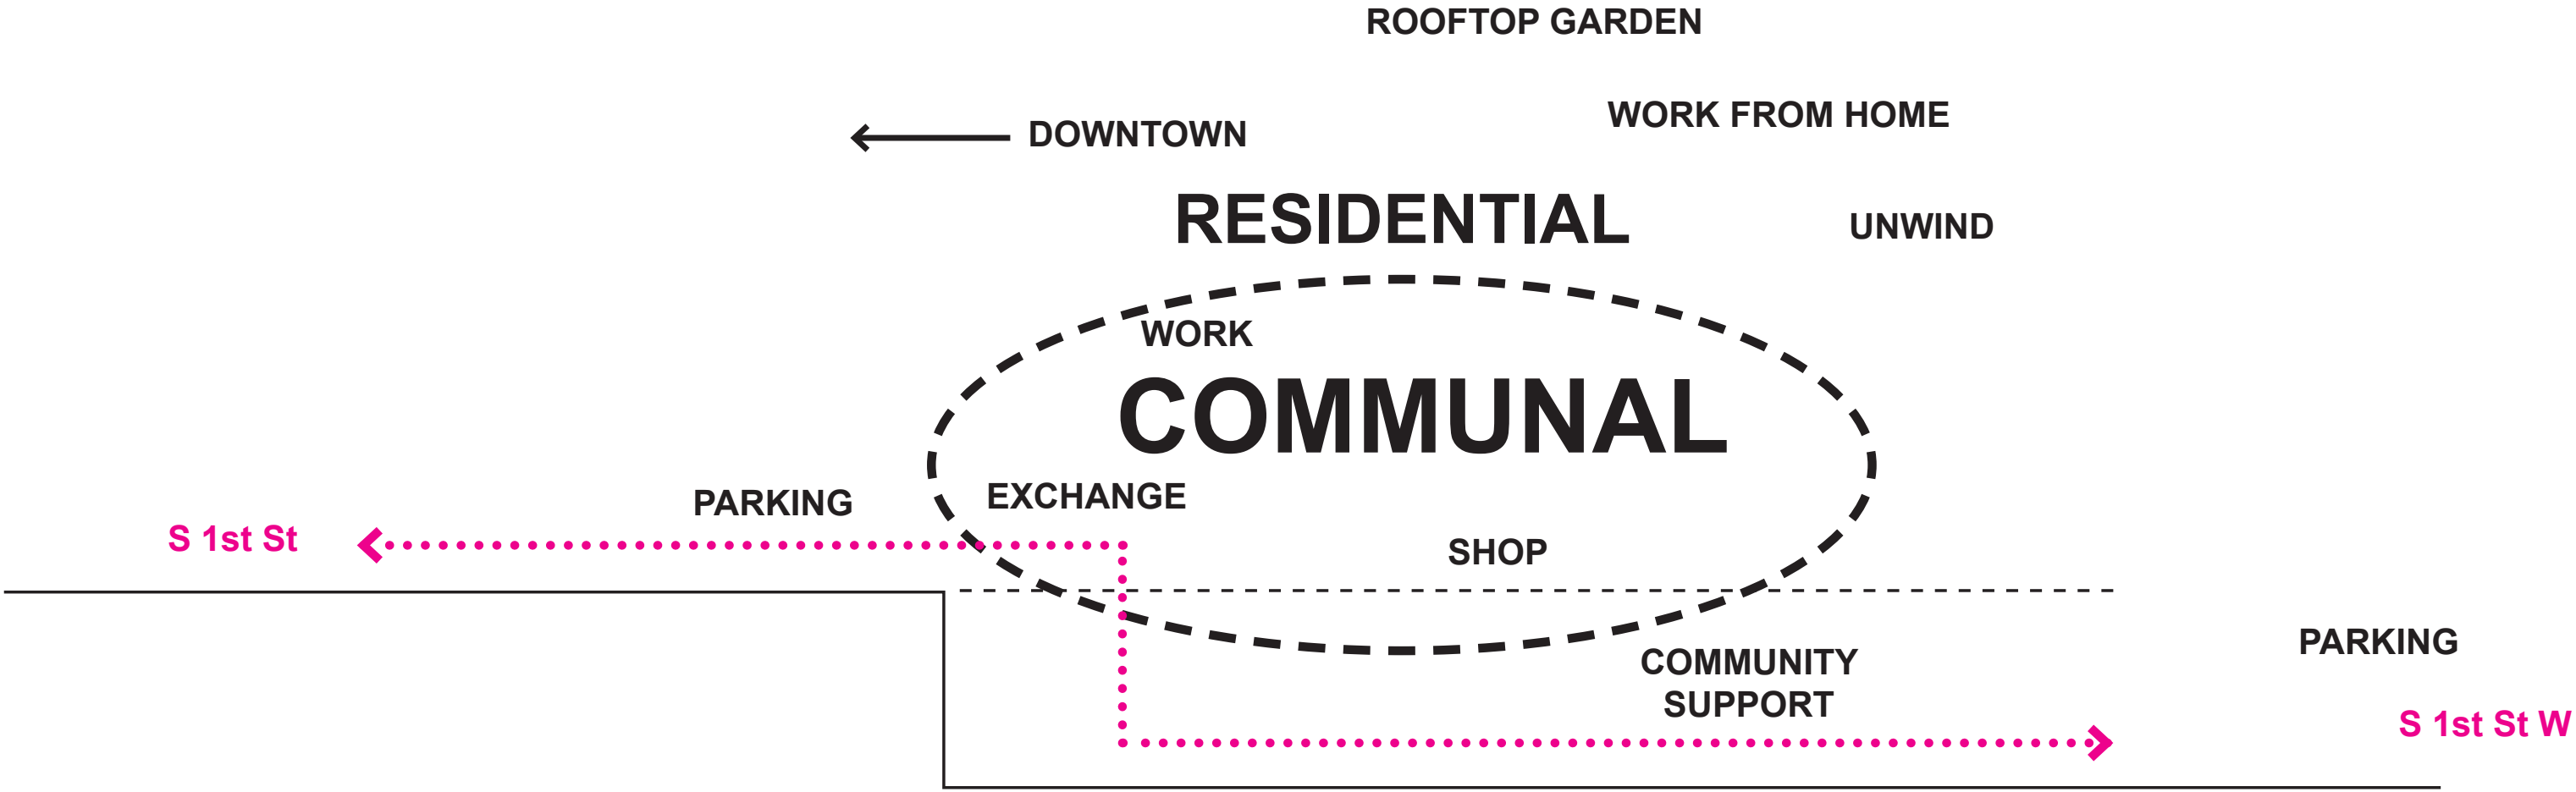 ROOFTOP GARDEN
WORK FROM HOME
DOWNTOWN
RESIDENTIAL
UNWIND
WORK
COMMUNAL
PARKING
EXCHANGE
S 1st St
SHOP
COMMUNITY
SUPPORT
PARKING
S 1st St W